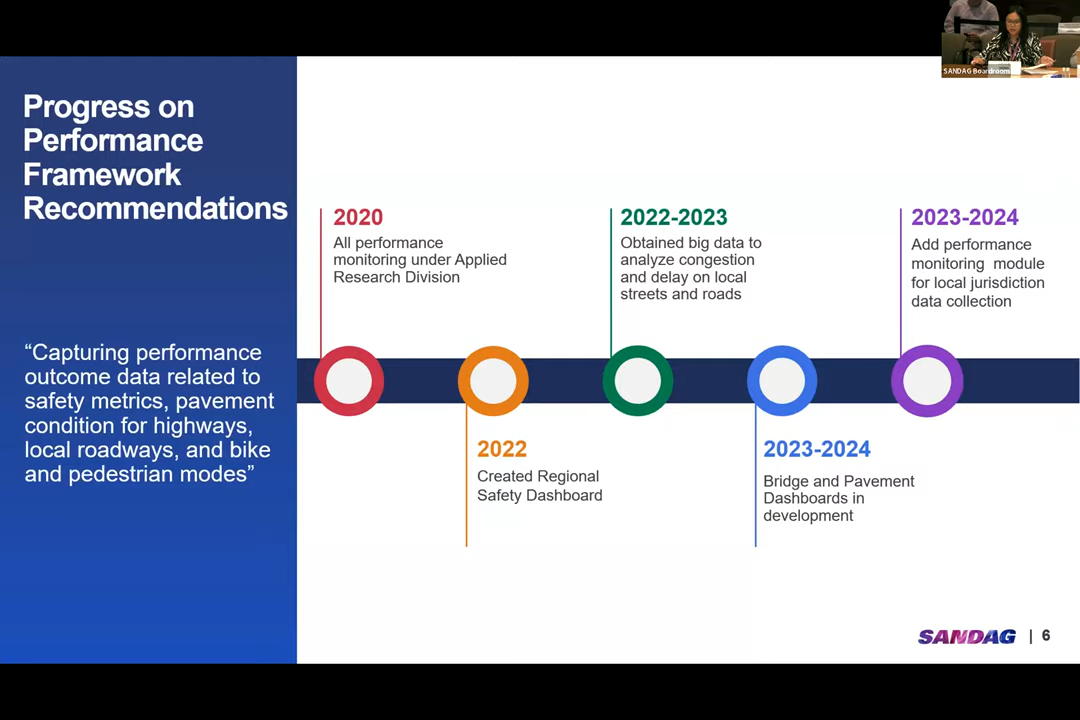 SANDAG Boardroom
Progress on
Performance
Framework
Recommendations
“Capturing performance
outcome data related to
safety metrics, pavement
condition for highways,
local roadways, and bike
and pedestrian modes”
2020
All performance
monitoring under Applied
Research Division
2022
Created Regional
Safety Dashboard
2022-2023
Obtained big data to
analyze congestion
and delay on local
streets and roads
2023-2024
Bridge and Pavement
Dashboards in
development
2023-2024
Add performance
monitoring module
for local jurisdiction
data collection
SANDAG | 6